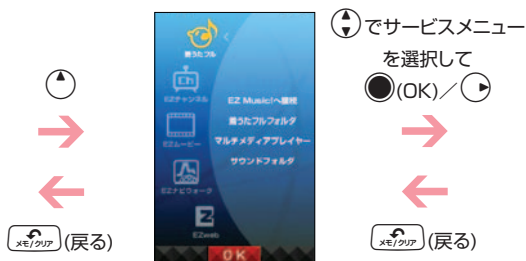 でサービスメニュー
を選択して
(OK)/
メモ/クリア (戻る)
着うたフル
Ch
EZチャンネル
EZムービー
EZナビウォーク
EZweb
EZ Music!へ接続
着うたフルフォルダ
マルチメディアプレイヤー
サウンドフォルダ
OK
メモ/クリア (戻る)